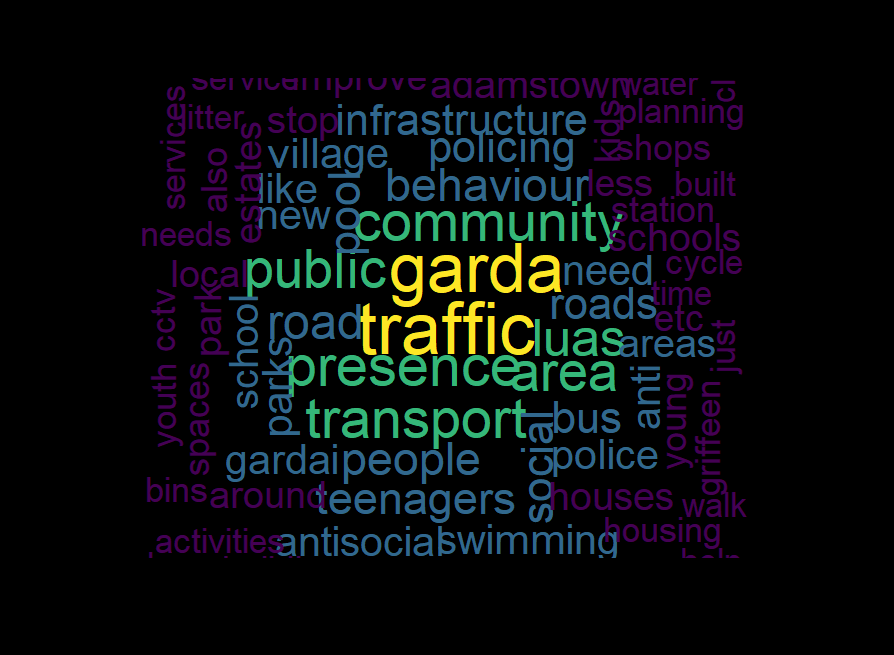 improve
adamstown
water
services
litter
stop
infrastructure
kids
planning
village
policing
shops
also
estates
like
pool
behaviour
less
built
new
community
station
needs
schools
local
public
garda
need
cycle
park
school
road
traffic
roads
time
etc
cctv
luas
areas
just
youth
spaces
parks
presence
area
anti
young
griffeen
transport
social
bus
gardai
people
police
bins
around
teenagers
houses
walk
activities
antisocial
swimming
housing